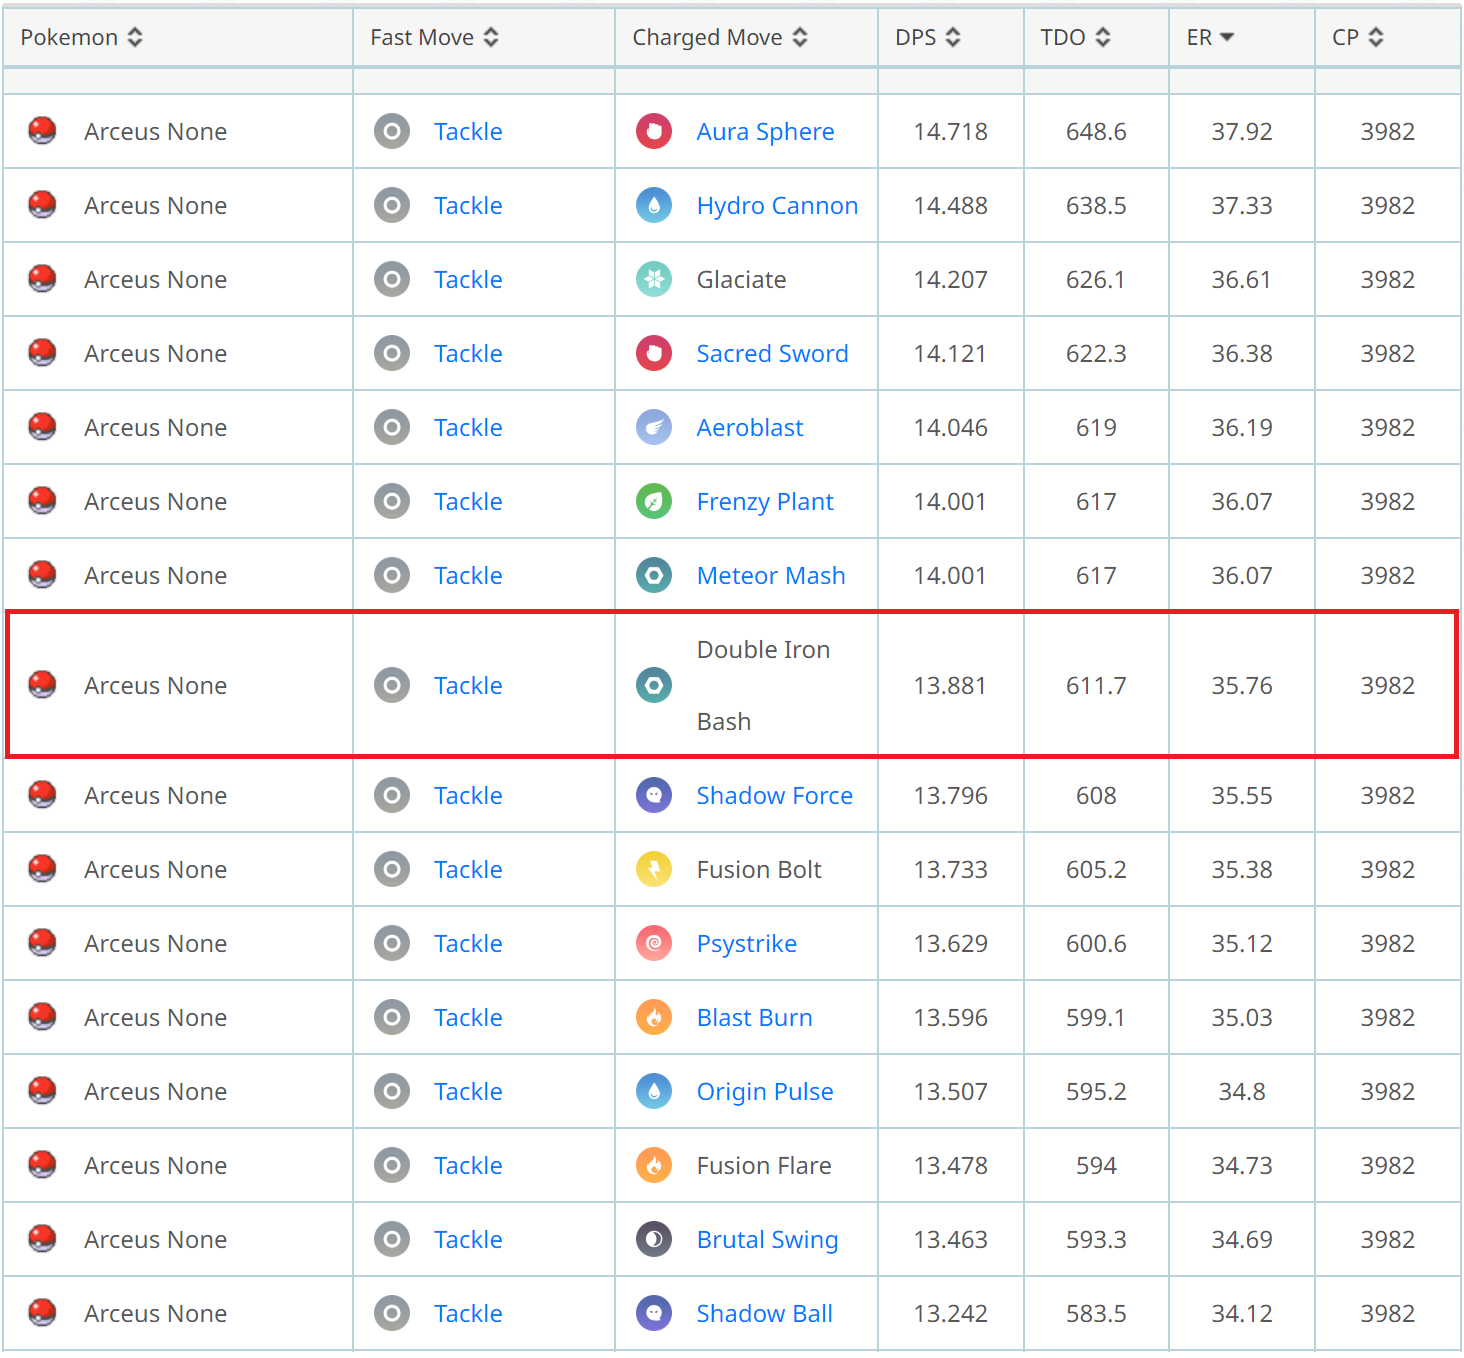 Pokemon Fast Move Charged Move DPS TDO ER CP
Arceus None Tackle Aura Sphere 14.718 648.6 37.92 3982
Arceus None Tackle Hydro Cannon 14.488 638.5 37.33 3982
Arceus None Tackle Glaciate 14.207 626.1 36.61 3982
Arceus None Tackle Sacred Sword 14.121 622.3 36.38 3982
Arceus None Tackle Aeroblast 14.046 619 36.19 3982
Arceus None Tackle Frenzy Plant 14.001 617 36.07 3982
Arceus None Tackle Meteor Mash 14.001 617 36.07 3982
Double Iron
Arceus None Tackle 13.881 611.7 35.76 3982
Bash
Arceus None Tackle Shadow Force 13.796 608 35.55 3982
Arceus None Tackle Fusion Bolt 13.733 605.2 35.38 3982
Arceus None Tackle Psystrike 13.629 600.6 35.12 3982
Arceus None Tackle Blast Burn 13.596 599.1 35.03 3982
Arceus None Tackle Origin Pulse 13.507 595.2 34.8 3982
Arceus None Tackle Fusion Flare 13.478 594 34.73 3982
Arceus None Tackle Brutal Swing 13.463 593.3 34.69 3982
Arceus None Tackle Shadow Ball 13.242 583.5 34.12 3982